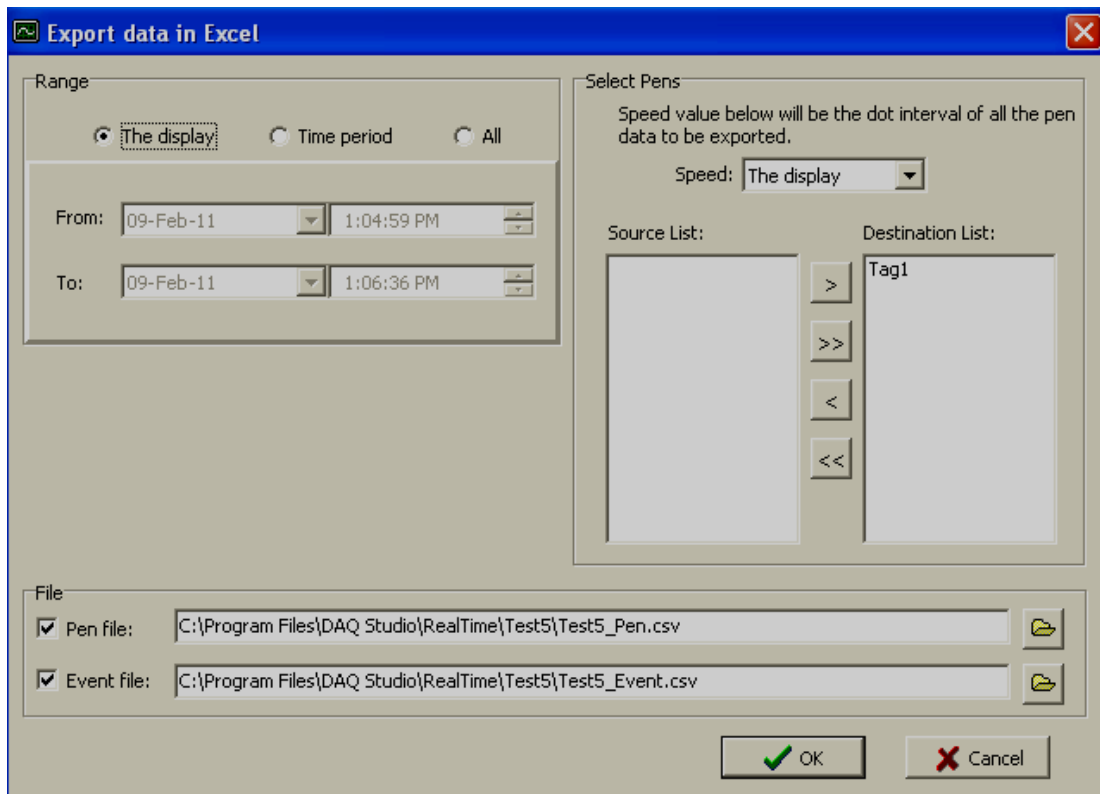 Export data in Excel
Range
The display
Time period
All
From:
09-Feb-11
1:04:59 PM
To:
09-Feb-11
1:06:36 PM
Select Pens
Speed value below will be the dot interval of all the pen
data to be exported.
Speed:
The display
Source List:
Destination List:
Tag1
>
>>
<
<<
File
Pen file:
C:\Program Files\DAQ Studio\RealTime\Test5\Test5_Pen.csv
Event file:
C:\Program Files\DAQ Studio\RealTime\Test5\Test5_Event.csv
OK
Cancel